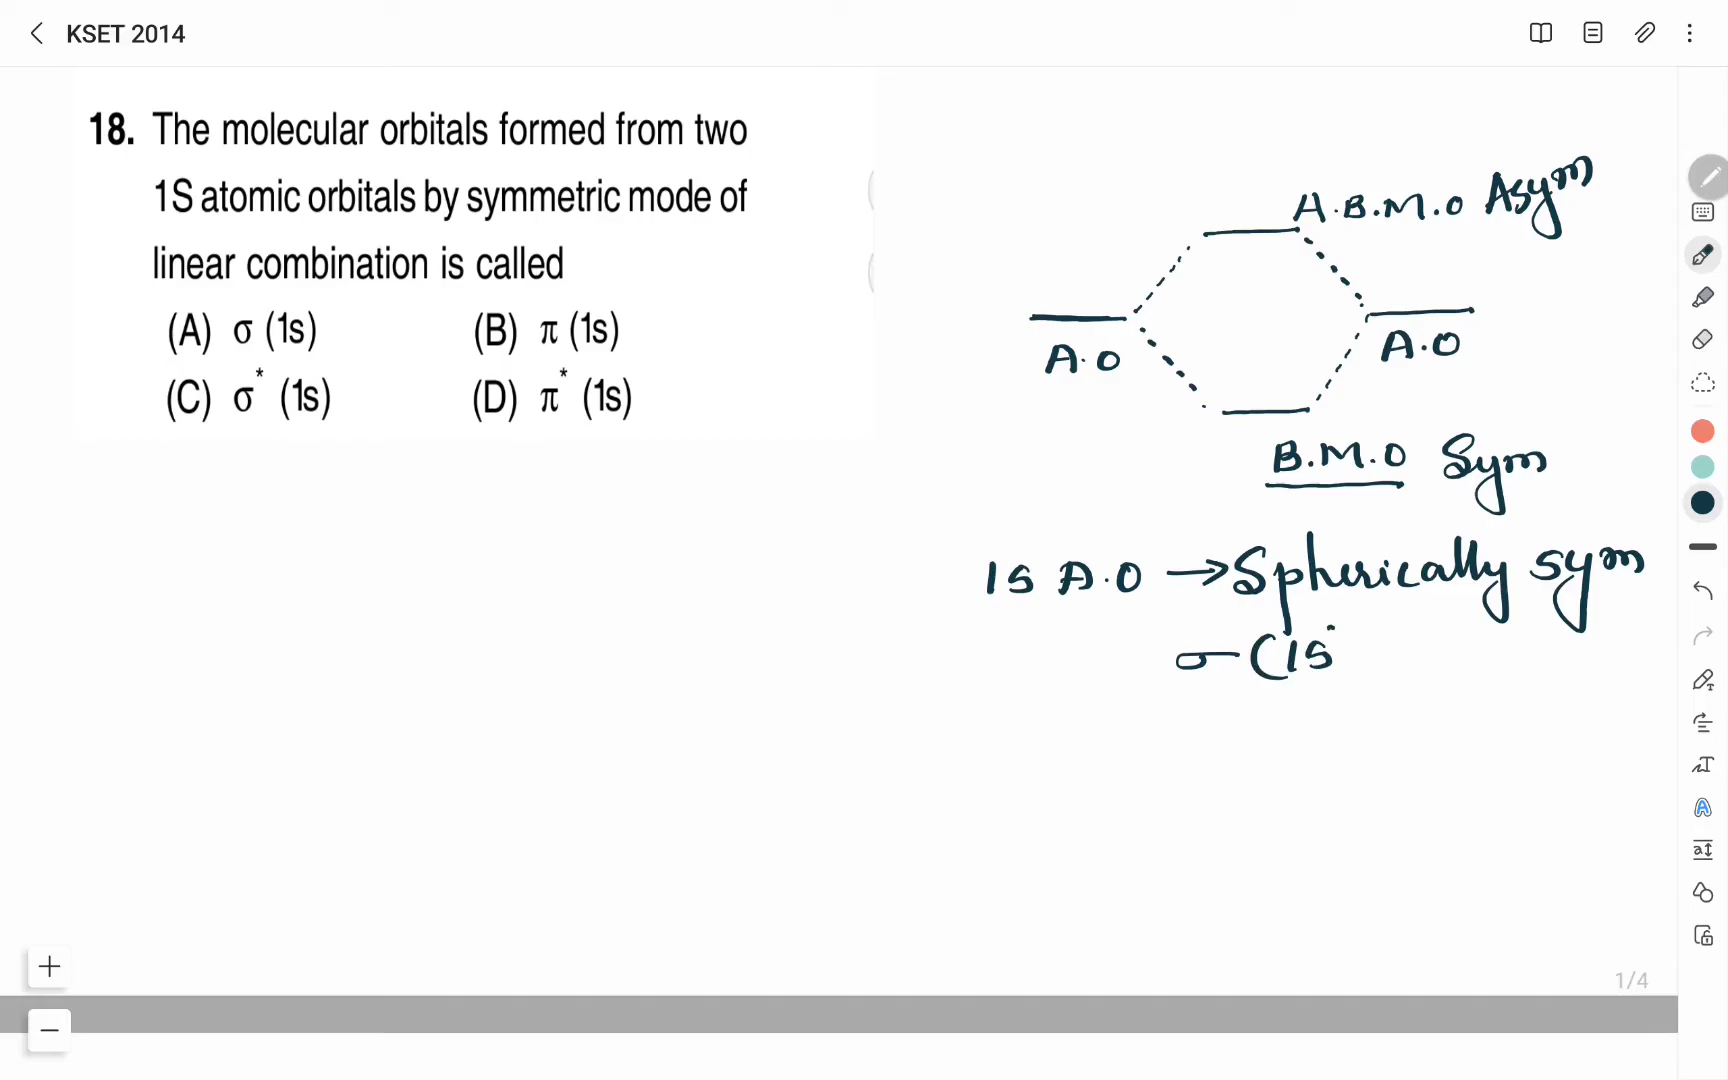 KSET 2014
18. The molecular orbitals formed from two
1S atomic orbitals by symmetric mode of
linear combination is called
(A) σ (1s) (B) π (1s)
(C) σ* (1s) (D) π* (1s)
A.B.M.O Asym
A.O
A.O
B.M.O Sym
1s A.O → Spherically sym
σ (1s
1/4